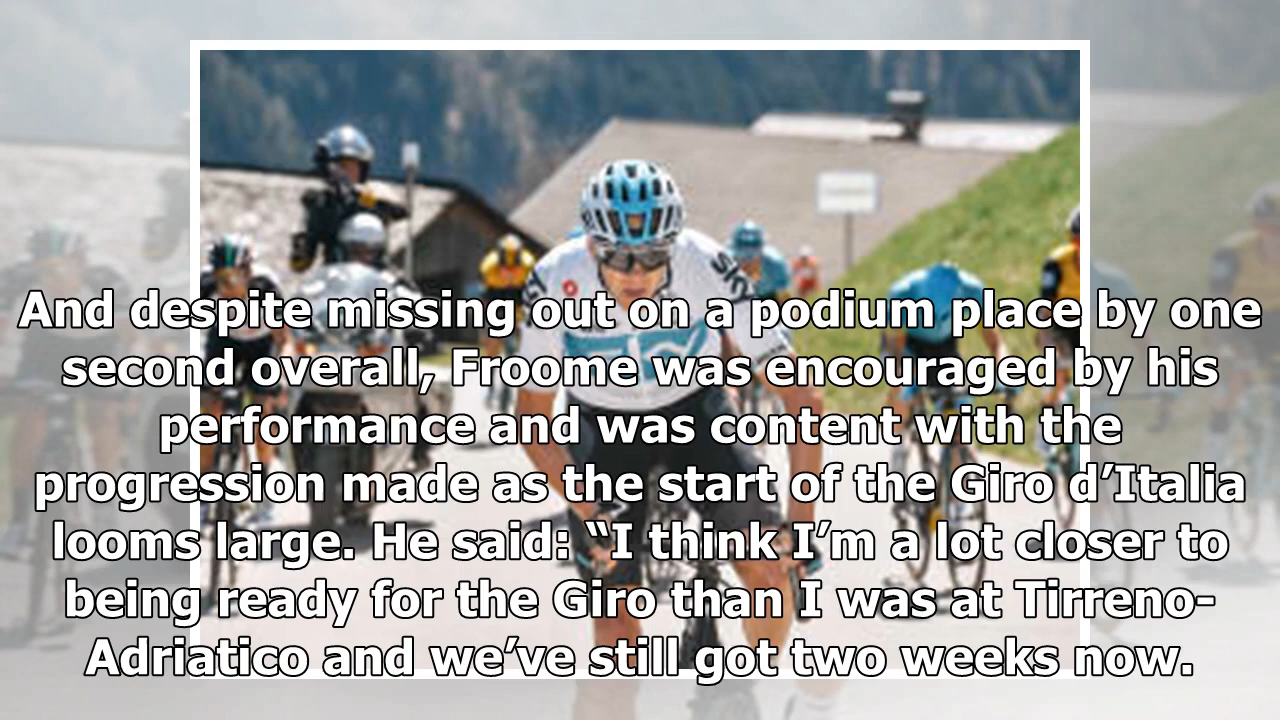 SKY
And despite missing out on a podium place by one
second overall, Froome was encouraged by his
performance and was content with the
progression made as the start of the Giro d’Italia
looms large. He said: “I think I’m a lot closer to
being ready for the Giro than I was at Tirreno-
Adriatico and we’ve still got two weeks now.